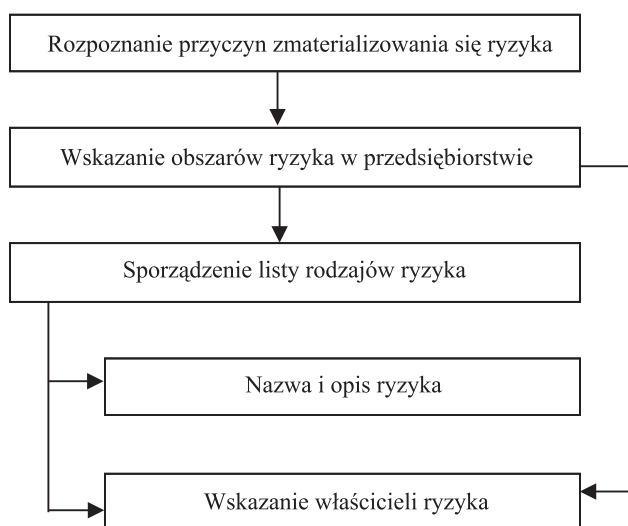 Rozpoznanie przyczyn zmaterializowania się ryzyka
Wskazanie obszarów ryzyka w przedsiębiorstwie
Sporządzenie listy rodzajów ryzyka
Nazwa i opis ryzyka
Wskazanie właścicieli ryzyka